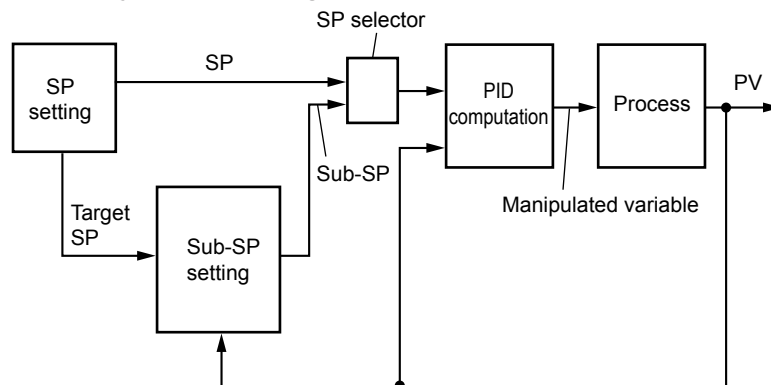 SP selector
SP
setting
SP
PID
computation
Process
PV
Sub-SP
Manipulated variable
Target
SP
Sub-SP
setting